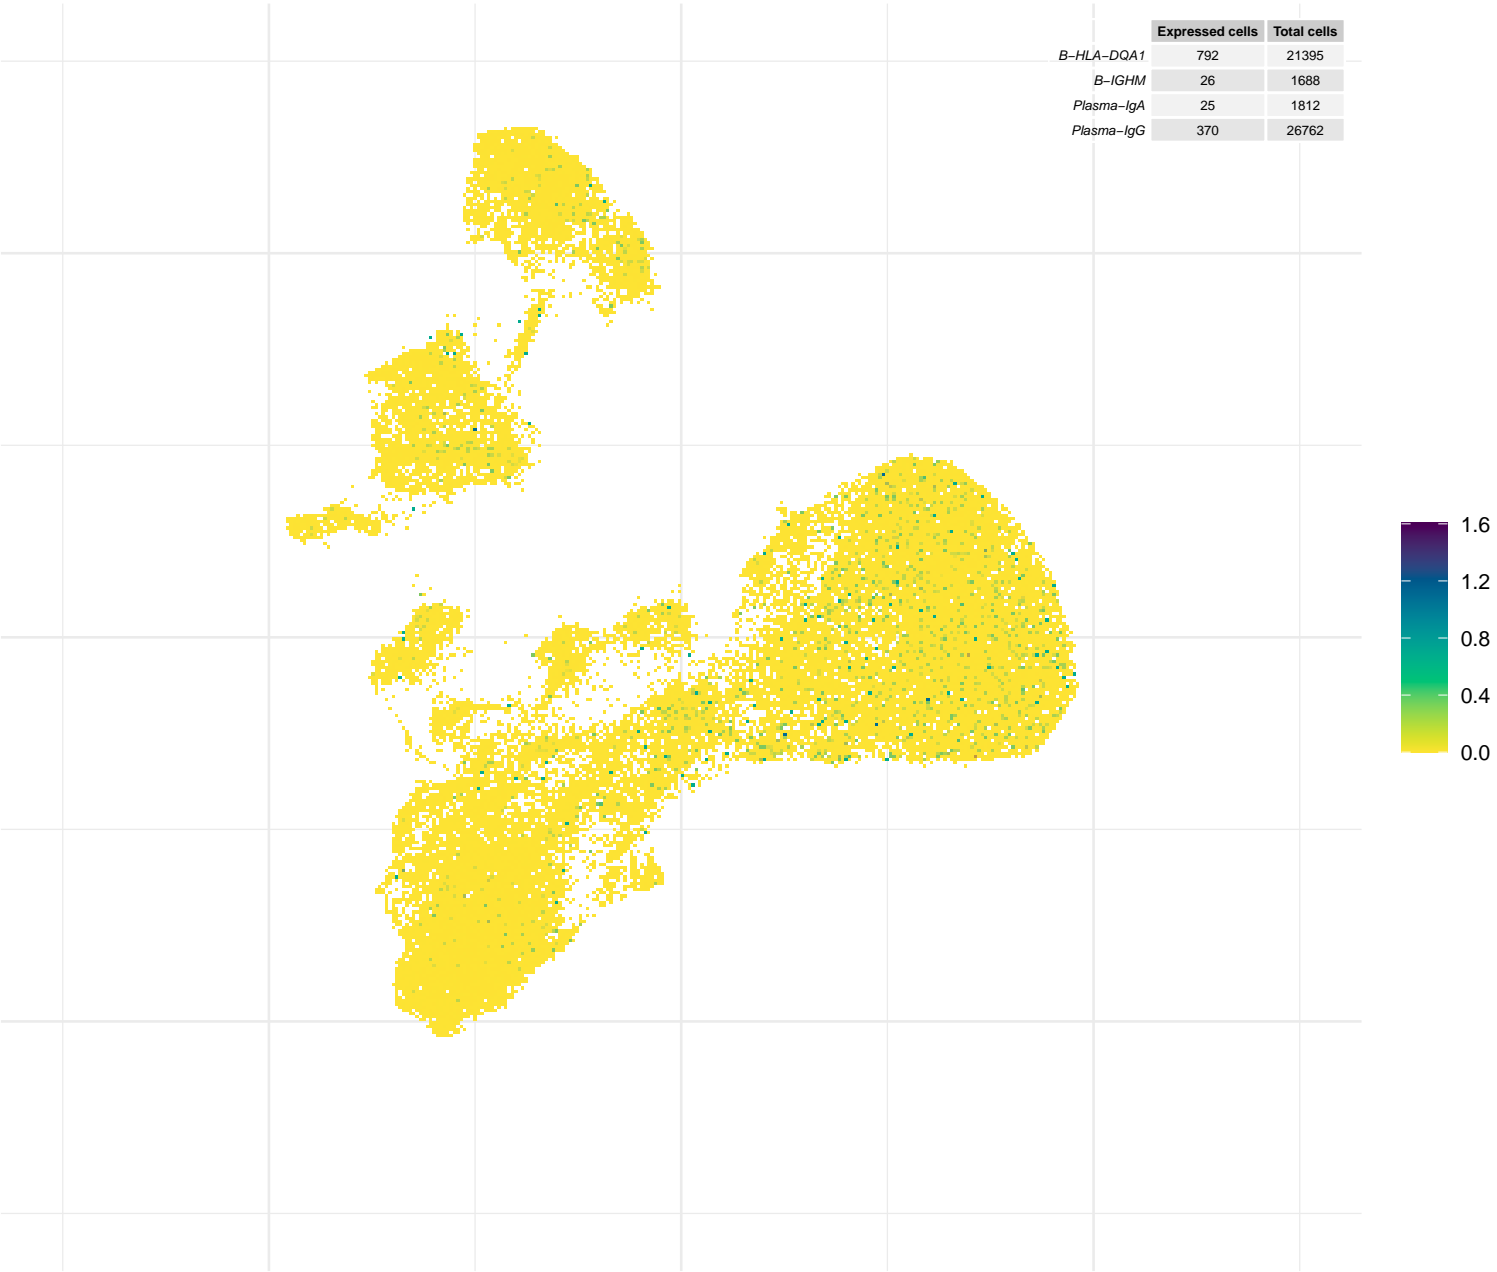 Expressed cells Total cells
B−HLA−DQA1 792 21395
B−IGHM 26 1688
Plasma−IgA 25 1812
Plasma−IgG 370 26762
1.6
1.2
0.8
0.4
0.0